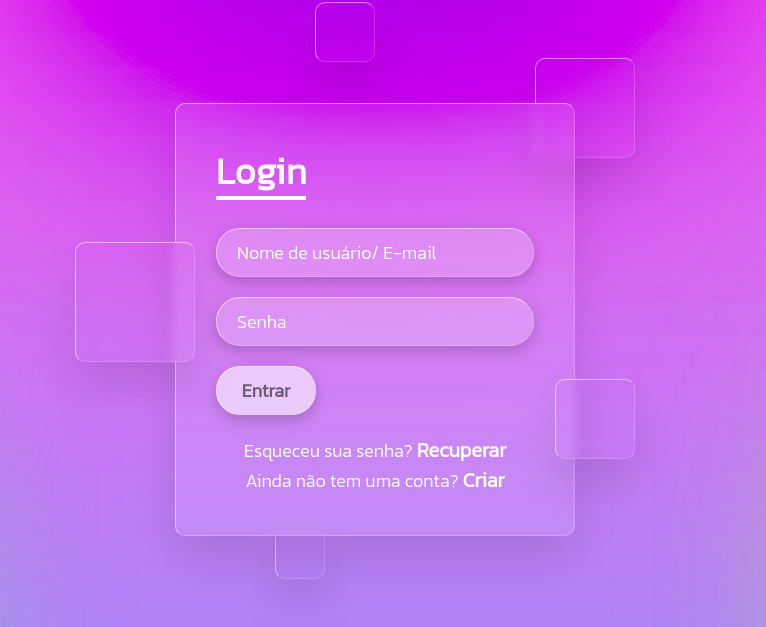 Login
Nome de usuário/ E-mail
Senha
Entrar
Esqueceu sua senha? Recuperar
Ainda não tem uma conta? Criar